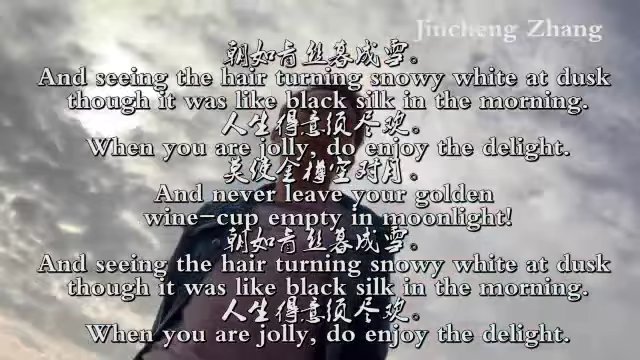 Jincheng Zhang
朝如青丝暮成雪。
And seeing the hair turning snowy white at dusk
though it was like black silk in the morning.
人生得意须尽欢。
When you are jolly, do enjoy the delight.
莫使金樽空对月。
And never leave your golden
wine-cup empty in moonlight!
朝如青丝暮成雪。
And seeing the hair turning snowy white at dusk
though it was like black silk in the morning.
人生得意须尽欢。
When you are jolly, do enjoy the delight.